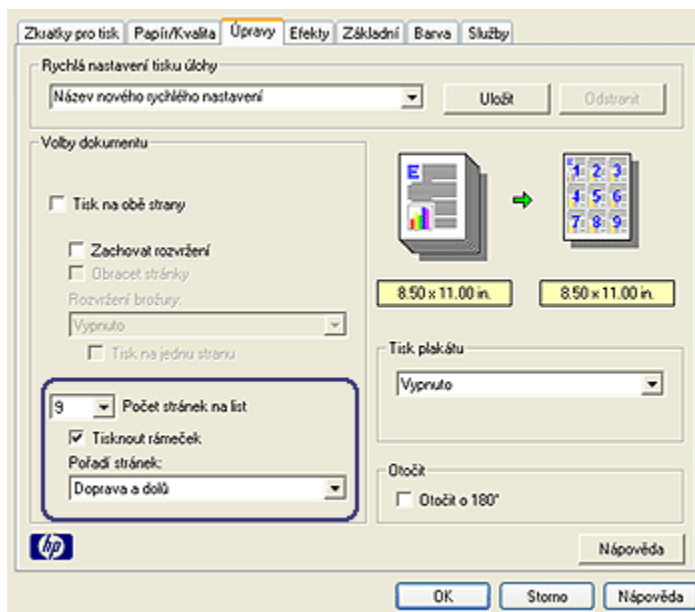 Zkratky pro tisk Papír/Kvalita Úpravy Efekty Základní Barva Služby
Rychlá nastavení tisku úlohy
Název nového rychlého nastavení Uložit Odstranit
Volby dokumentu
Tisk na obě strany
Zachovat rozvržení
Obracet stránky
Rozvržení brožury:
Vypnuto
Tisk na jednu stranu
9 Počet stránek na list
Tisknout rámeček
Pořadí stránek:
Doprava a dolů
E
E
1 2 3
4 5 6
7 8 9
8.50 x 11.00 in. 8.50 x 11.00 in.
Tisk plakátu
Vypnuto
Otočit
Otočit o 180°
hp
Nápověda
OK Storno Nápověda